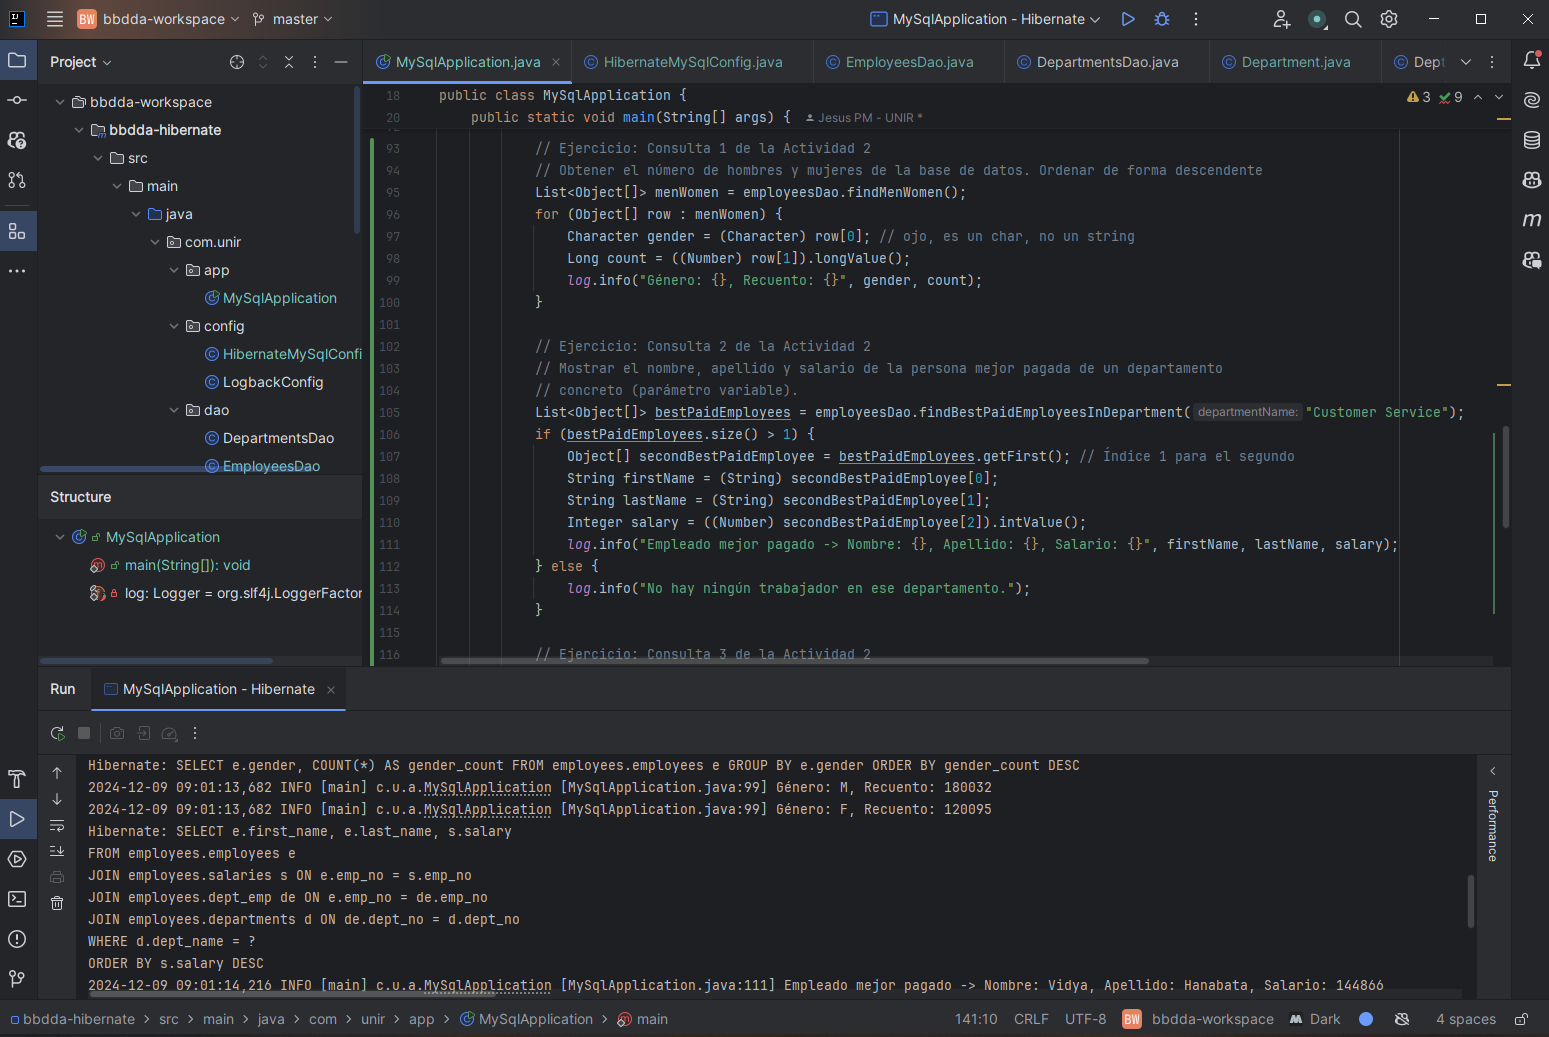 bbdda-workspace master MySqlApplication - Hibernate
BW
Project
MySqlApplication.java HibernateMySqlConfig.java EmployeesDao.java DepartmentsDao.java Department.java Dept
bbdda-workspace
bbdda-hibernate
src
main
java
com.unir
app
MySqlApplication
config
HibernateMySqlConfi
LogbackConfig
dao
DepartmentsDao
EmployeesDao
Structure
MySqlApplication
main(String[]): void
log: Logger = org.slf4j.LoggerFactor
3 9
18 public class MySqlApplication {
20 public static void main(String[] args) { Jesus PM - UNIR *
93 // Ejercicio: Consulta 1 de la Actividad 2
94 // Obtener el número de hombres y mujeres de la base de datos. Ordenar de forma descendente
95 List<Object[]> menWomen = employeesDao.findMenWomen();
96 for (Object[] row : menWomen) {
97 Character gender = (Character) row[0]; // ojo, es un char, no un string
98 Long count = ((Number) row[1]).longValue();
99 log.info("Género: {}, Recuento: {}", gender, count);
100 }
101
102 // Ejercicio: Consulta 2 de la Actividad 2
103 // Mostrar el nombre, apellido y salario de la persona mejor pagada de un departamento
104 // concreto (parámetro variable).
105 List<Object[]> bestPaidEmployees = employeesDao.findBestPaidEmployeesInDepartment( departmentName: "Customer Service");
106 if (bestPaidEmployees.size() > 1) {
107 Object[] secondBestPaidEmployee = bestPaidEmployees.getFirst(); // Índice 1 para el segundo
108 String firstName = (String) secondBestPaidEmployee[0];
109 String lastName = (String) secondBestPaidEmployee[1];
110 Integer salary = ((Number) secondBestPaidEmployee[2]).intValue();
111 log.info("Empleado mejor pagado -> Nombre: {}, Apellido: {}, Salario: {}", firstName, lastName, salary);
112 } else {
113 log.info("No hay ningún trabajador en ese departamento.");
114 }
115
116 // Ejercicio: Consulta 3 de la Actividad 2
Run MySqlApplication - Hibernate
Hibernate: SELECT e.gender, COUNT(*) AS gender_count FROM employees.employees e GROUP BY e.gender ORDER BY gender_count DESC
2024-12-09 09:01:13,682 INFO [main] c.u.a.MySqlApplication [MySqlApplication.java:99] Género: M, Recuento: 180032
2024-12-09 09:01:13,682 INFO [main] c.u.a.MySqlApplication [MySqlApplication.java:99] Género: F, Recuento: 120095
Hibernate: SELECT e.first_name, e.last_name, s.salary
FROM employees.employees e
JOIN employees.salaries s ON e.emp_no = s.emp_no
JOIN employees.dept_emp de ON e.emp_no = de.emp_no
JOIN employees.departments d ON de.dept_no = d.dept_no
WHERE d.dept_name = ?
ORDER BY s.salary DESC
2024-12-09 09:01:14,216 INFO [main] c.u.a.MySqlApplication [MySqlApplication.java:111] Empleado mejor pagado -> Nombre: Vidya, Apellido: Hanabata, Salario: 144866
Performance
bbdda-hibernate > src > main > java > com > unir > app > MySqlApplication > main
141:10 CRLF UTF-8 BW bbdda-workspace Dark 4 spaces